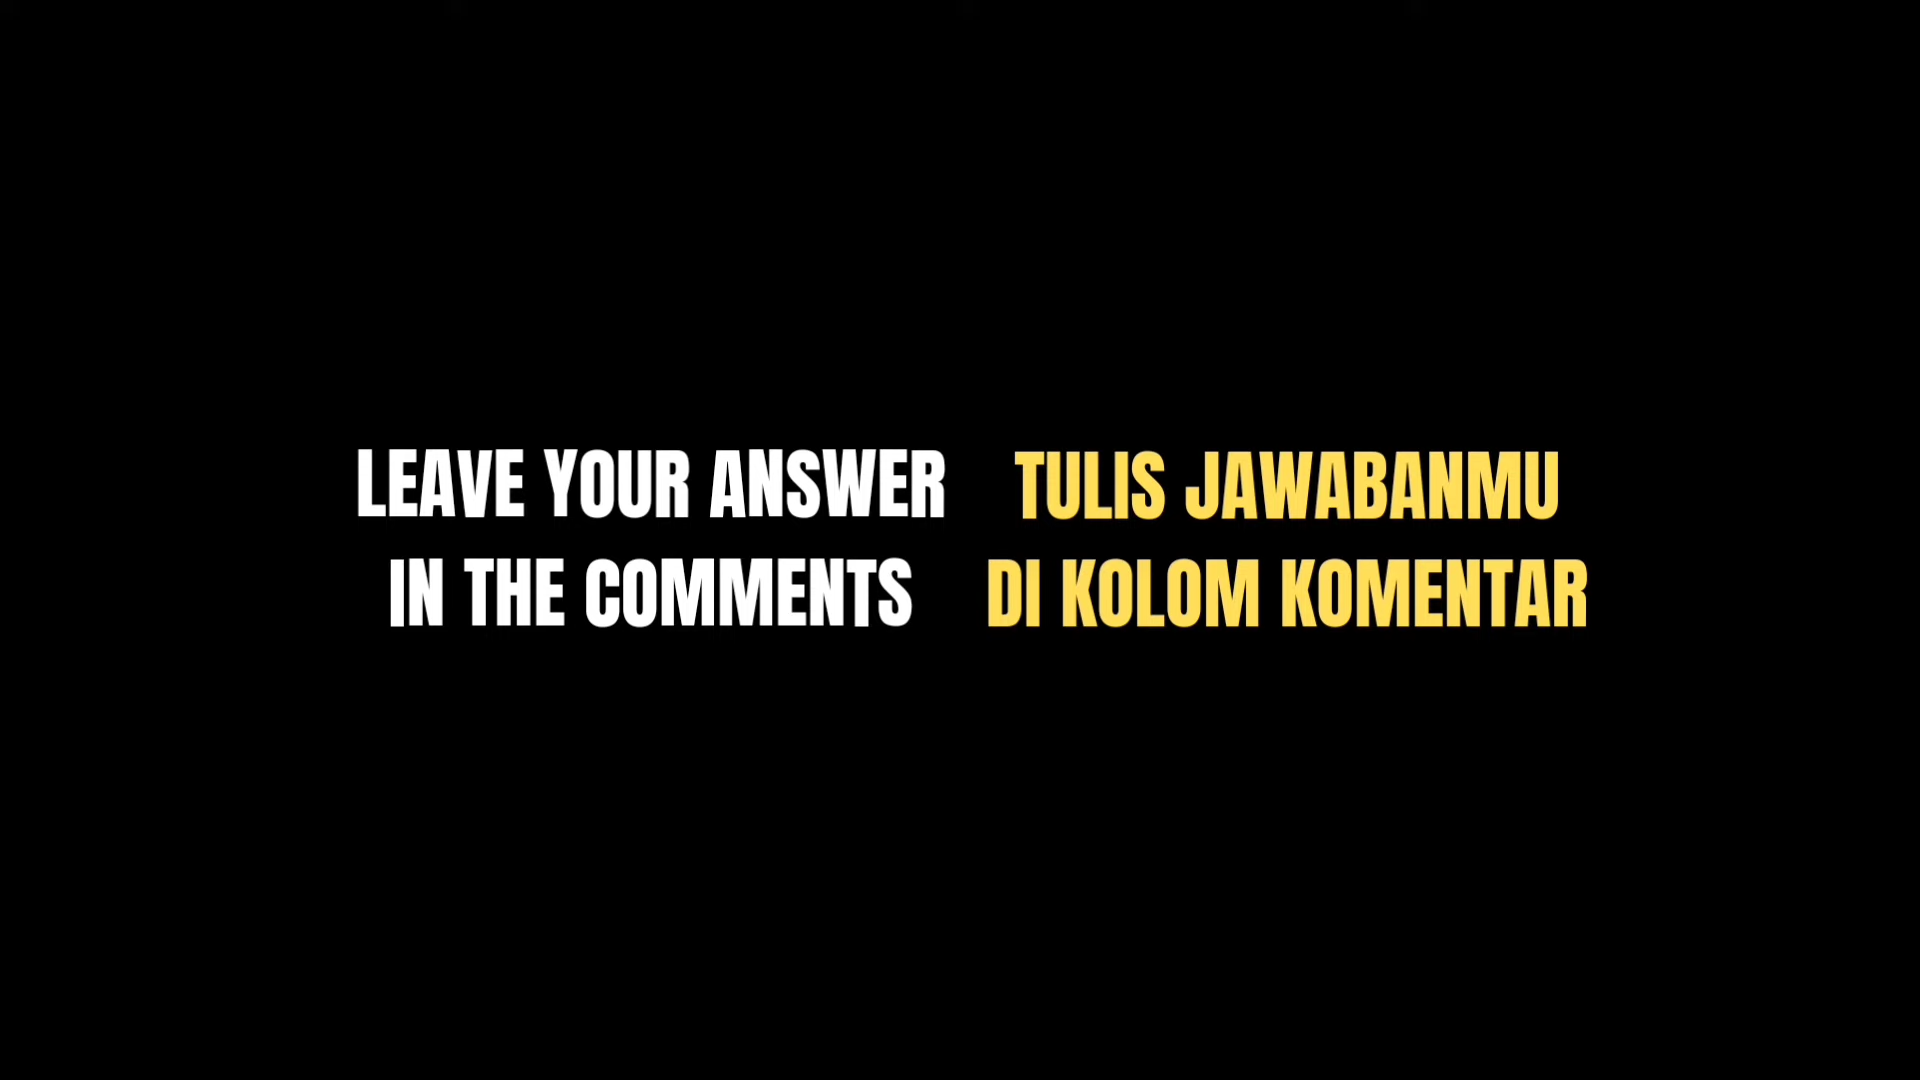 LEAVE YOUR ANSWER
IN THE COMMENTS
TULIS JAWABANMU
DI KOLOM KOMENTAR